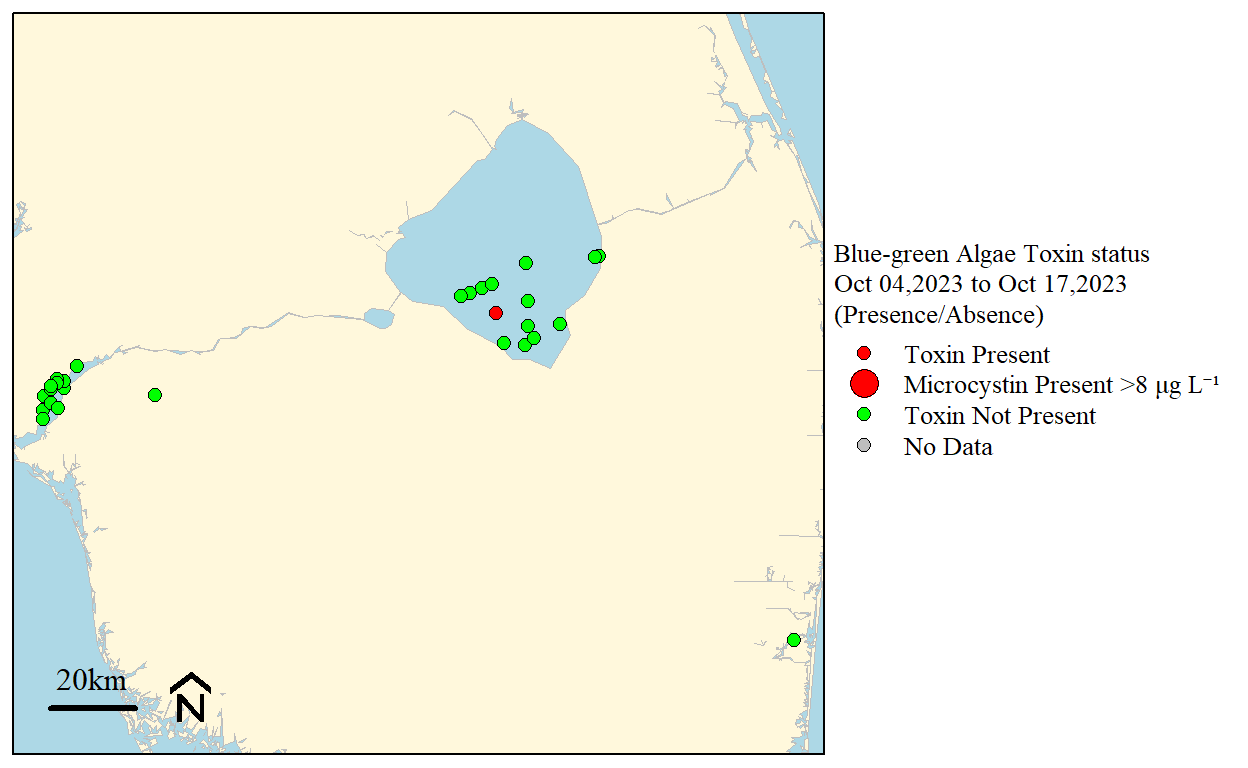 Blue-green Algae Toxin status
Oct 04,2023 to Oct 17,2023
(Presence/Absence)
Toxin Present
Microcystin Present >8 μg L⁻¹
Toxin Not Present
No Data
20km
N